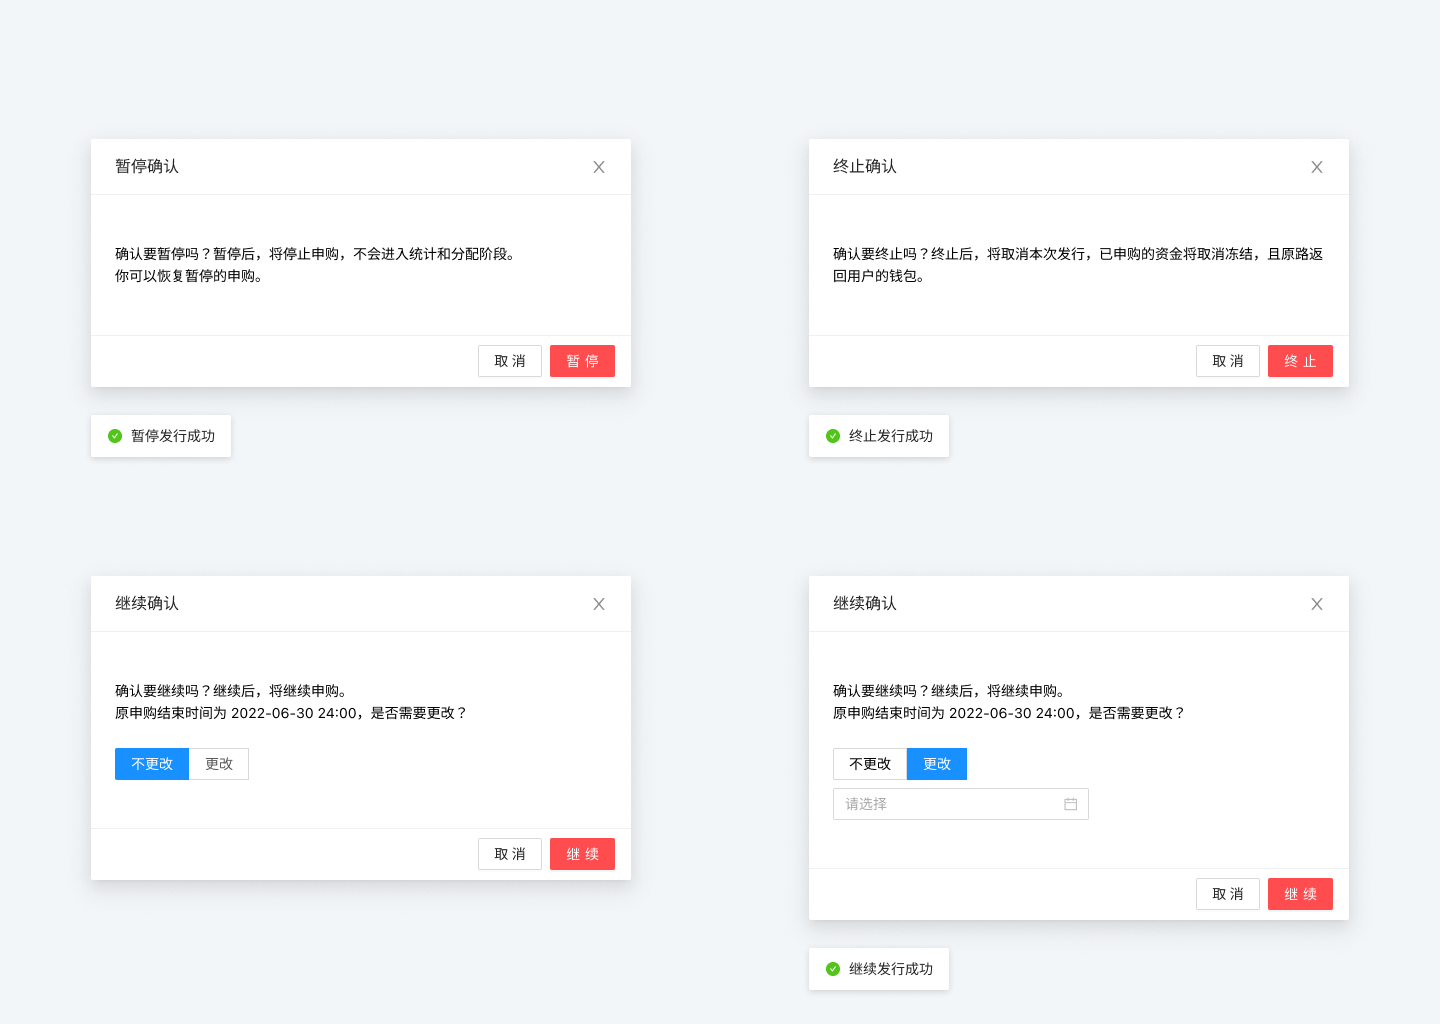 暂停确认
确认要暂停吗？暂停后，将停止申购，不会进入统计和分配阶段。
你可以恢复暂停的申购。
取 消
暂 停
暂停发行成功
终止确认
确认要终止吗？终止后，将取消本次发行，已申购的资金将取消冻结，且原路返
回用户的钱包。
取 消
终 止
终止发行成功
继续确认
确认要继续吗？继续后，将继续申购。
原申购结束时间为 2022-06-30 24:00，是否需要更改？
不更改
更改
取 消
继 续
继续确认
确认要继续吗？继续后，将继续申购。
原申购结束时间为 2022-06-30 24:00，是否需要更改？
不更改
更改
请选择
取 消
继 续
继续发行成功